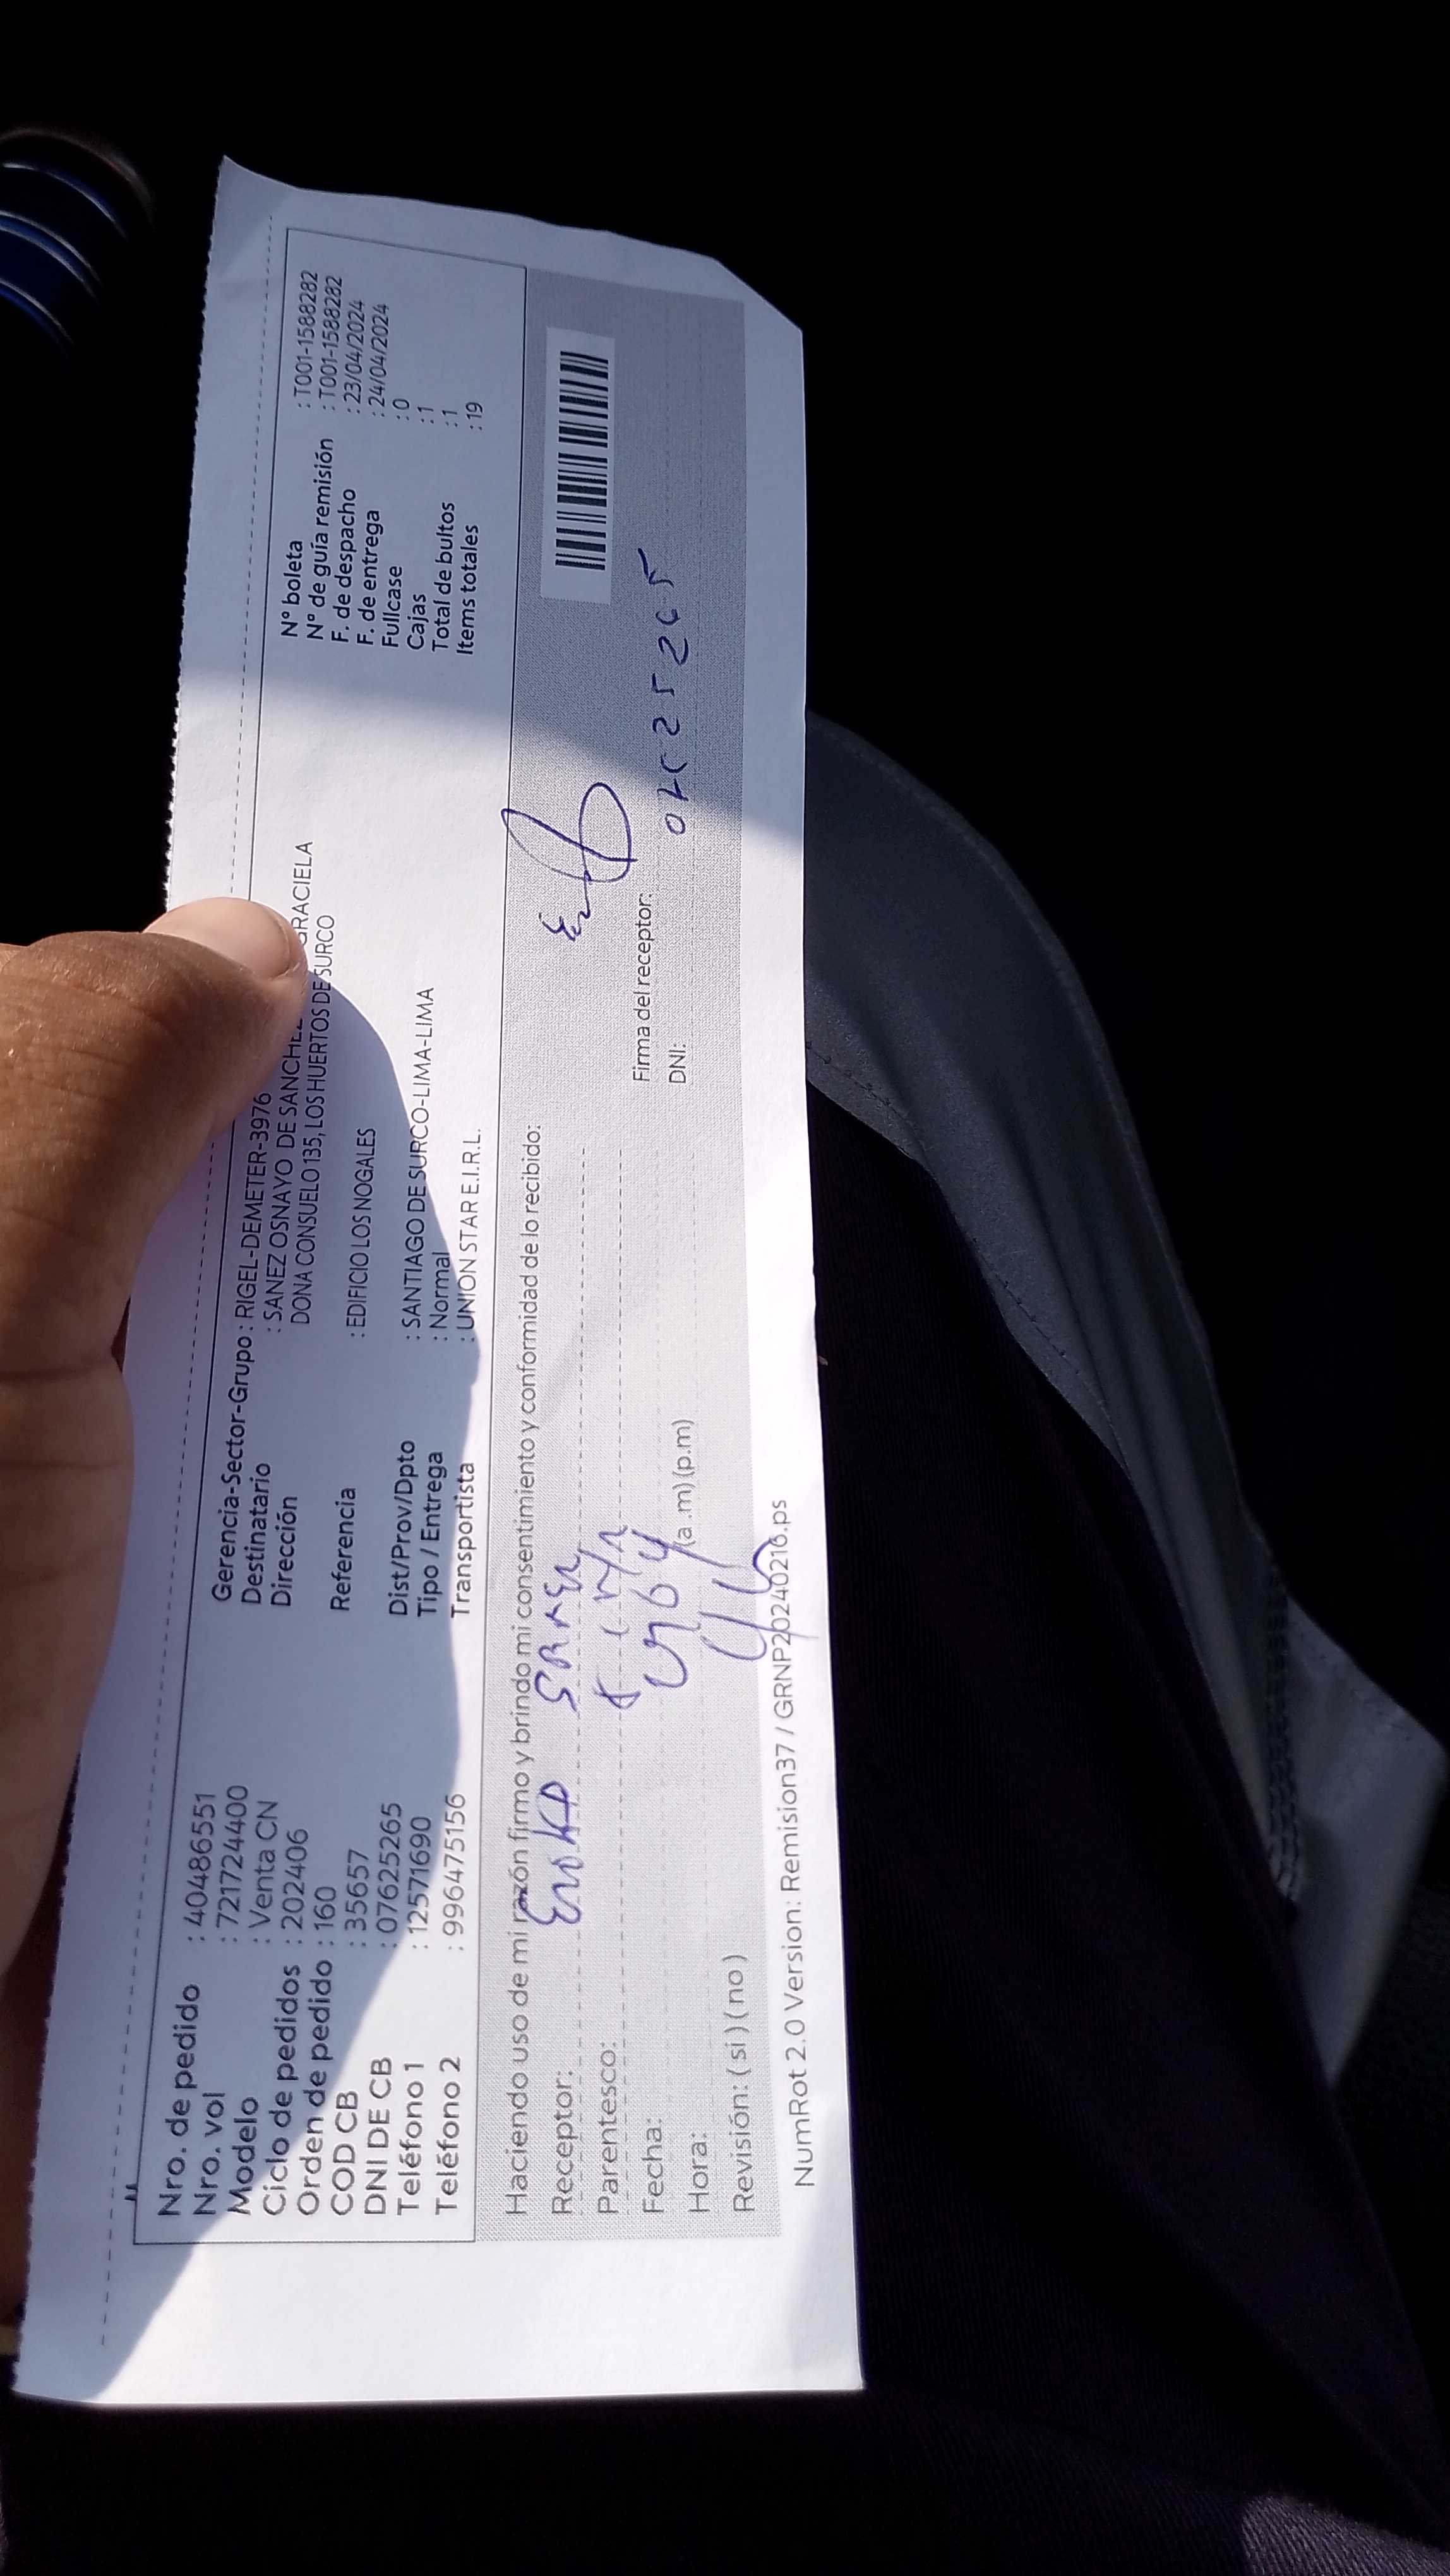 Nro. de pedido : 40486551
Nro. vol : 721724400
Modelo : Venta CN
Ciclo de pedidos : 202406
Orden de pedido : 160
COD CB : 35657
DNI DE CB : 07625265
Teléfono 1 : 12571690
Teléfono 2 : 996475156
Gerencia-Sector-Grupo : RIGEL-DEMETER-3976
Destinatario : SANEZ OSNAYO DE SANCHEZ GRACIELA
Dirección DONA CONSUELO 135, LOS HUERTOS DE SURCO
Referencia : EDIFICIO LOS NOGALES
Dist/Prov/Dpto : SANTIAGO DE SURCO-LIMA-LIMA
Tipo / Entrega : Normal
Transportista : UNION STAR E.I.R.L.
N° boleta : T001-1588282
N° de guía remisión : T001-1588282
F. de despacho : 23/04/2024
F. de entrega : 24/04/2024
Fullcase : 0
Cajas : 1
Total de bultos : 1
Items totales : 19
Haciendo uso de mi razón firmo y brindo mi consentimiento y conformidad de lo recibido:
Receptor:
Parentesco:
Fecha:
Hora: (a .m) (p.m)
Revisión: ( si ) ( no )
Firma del receptor:
DNI:
NumRot 2.0 Version: Remision37 / GRNP20240216.ps